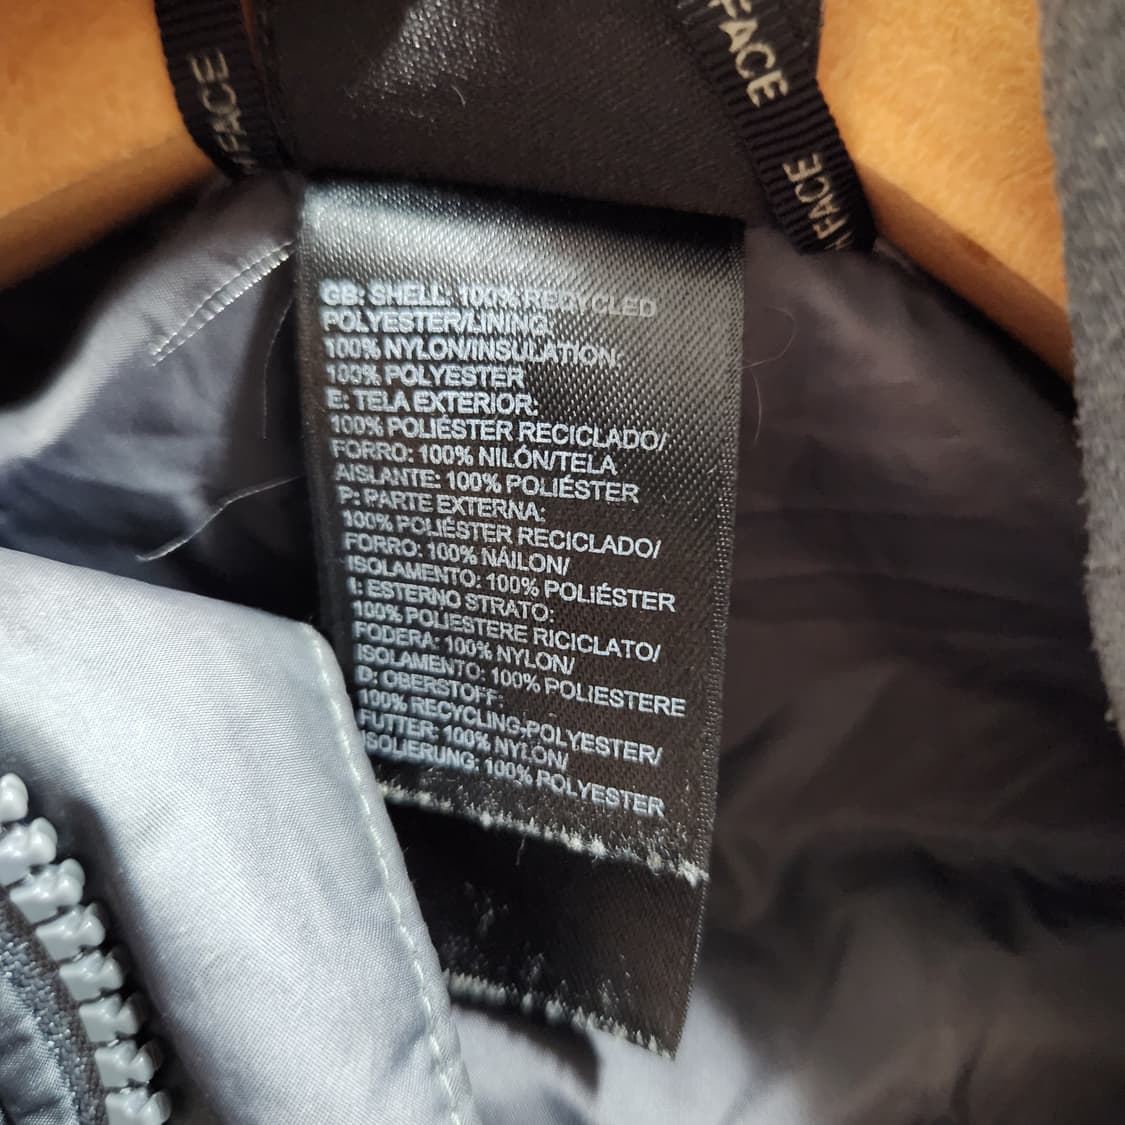 FACE
FACE
FACE
GB: SHELL: 100% RECYCLED
POLYESTER/LINING:
100% NYLON/INSULATION:
100% POLYESTER
E: TELA EXTERIOR:
100% POLIÉSTER RECICLADO/
FORRO: 100% NILÓN/TELA
AISLANTE: 100% POLIÉSTER
P: PARTE EXTERNA:
100% POLIÉSTER RECICLADO/
FORRO: 100% NÁILON/
ISOLAMENTO: 100% POLIÉSTER
I: ESTERNO STRATO:
100% POLIESTERE RICICLATO/
FODERA: 100% NYLON/
ISOLAMENTO: 100% POLIESTERE
D: OBERSTOFF:
100% RECYCLING-POLYESTER/
FUTTER: 100% NYLON/
ISOLIERUNG: 100% POLYESTER